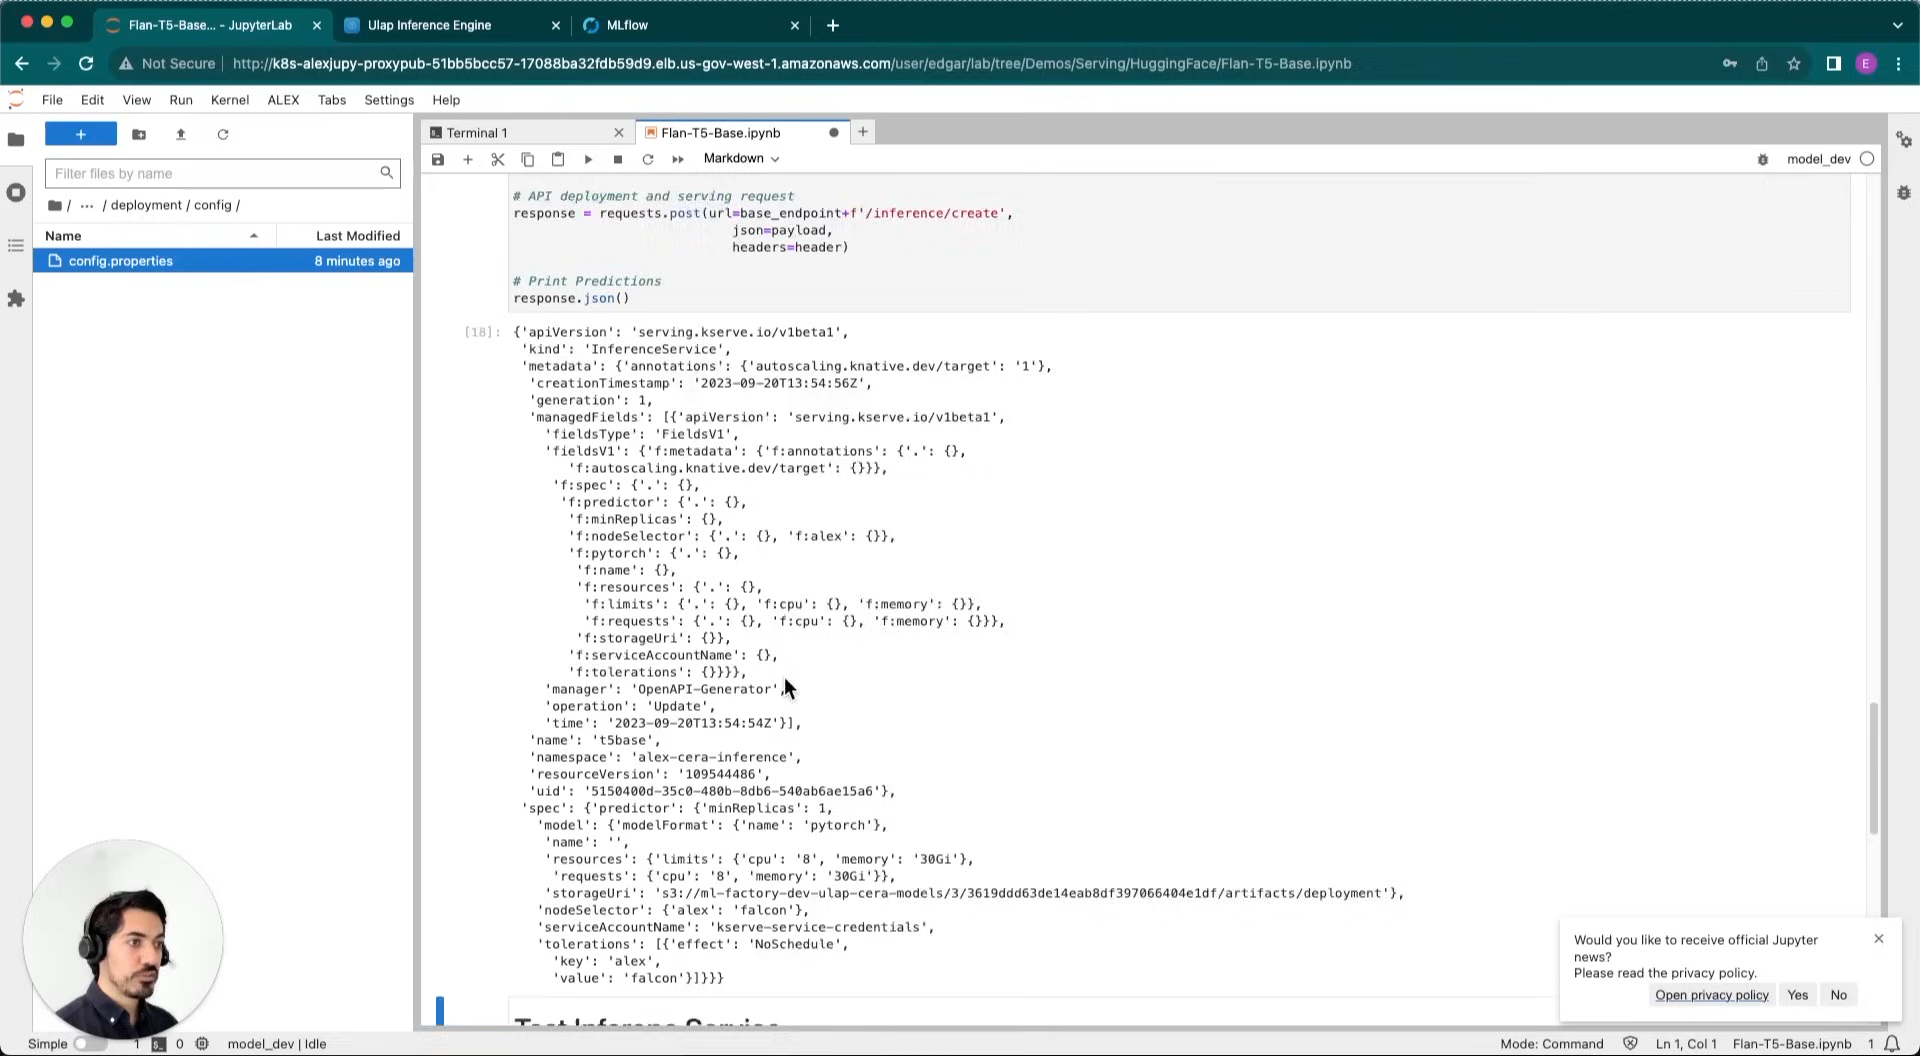 Flan-T5-Base... - JupyterLab
Ulap Inference Engine
MLflow
Not Secure
http://k8s-alexjupy-proxypub-51bb5bcc57-17088ba32fdb59d9.elb.us-gov-west-1.amazonaws.com/user/edgar/lab/tree/Demos/Serving/HuggingFace/Flan-T5-Base.ipynb
E
File Edit View Run Kernel ALEX Tabs Settings Help
Filter files by name
/ ··· / deployment / config /
Name Last Modified
config.properties 8 minutes ago
Terminal 1
Flan-T5-Base.ipynb
Markdown
model_dev
# API deployment and serving request
response = requests.post(url=base_endpoint+f'/inference/create',
json=payload,
headers=header)
# Print Predictions
response.json()
[18]: {'apiVersion': 'serving.kserve.io/v1beta1',
'kind': 'InferenceService',
'metadata': {'annotations': {'autoscaling.knative.dev/target': '1'},
'creationTimestamp': '2023-09-20T13:54:56Z',
'generation': 1,
'managedFields': [{'apiVersion': 'serving.kserve.io/v1beta1',
'fieldsType': 'FieldsV1',
'fieldsV1': {'f:metadata': {'f:annotations': {'.': {},
'f:autoscaling.knative.dev/target': {}}},
'f:spec': {'.': {},
'f:predictor': {'.': {},
'f:minReplicas': {},
'f:nodeSelector': {'.': {}, 'f:alex': {}},
'f:pytorch': {'.': {},
'f:name': {},
'f:resources': {'.': {},
'f:limits': {'.': {}, 'f:cpu': {}, 'f:memory': {}},
'f:requests': {'.': {}, 'f:cpu': {}, 'f:memory': {}}},
'f:storageUri': {}},
'f:serviceAccountName': {},
'f:tolerations': {}}}},
'manager': 'OpenAPI-Generator',
'operation': 'Update',
'time': '2023-09-20T13:54:54Z'}],
'name': 't5base',
'namespace': 'alex-cera-inference',
'resourceVersion': '109544486',
'uid': '5150400d-35c0-480b-8db6-540ab6ae15a6'},
'spec': {'predictor': {'minReplicas': 1,
'model': {'modelFormat': {'name': 'pytorch'},
'name': '',
'resources': {'limits': {'cpu': '8', 'memory': '30Gi'},
'requests': {'cpu': '8', 'memory': '30Gi'}},
'storageUri': 's3://ml-factory-dev-ulap-cera-models/3/3619ddd63de14eab8df397066404e1df/artifacts/deployment'},
'nodeSelector': {'alex': 'falcon'},
'serviceAccountName': 'kserve-service-credentials',
'tolerations': [{'effect': 'NoSchedule',
'key': 'alex',
'value': 'falcon'}]}}}
Would you like to receive official Jupyter
news?
Please read the privacy policy.
Open privacy policy Yes No
Simple 1 0 model_dev | Idle
Mode: Command Ln 1, Col 1 Flan-T5-Base.ipynb 1